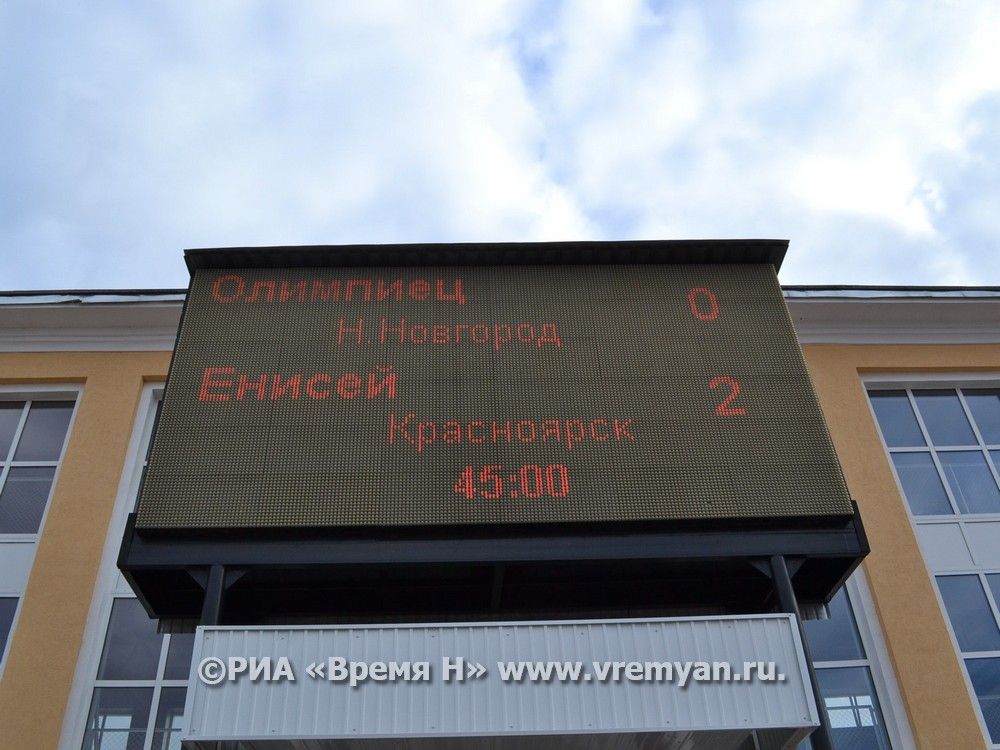 Олимпиец 0
Н.Новгород
Енисей 2
Красноярск
45:00
©РИА «Время Н» www.vremyan.ru.